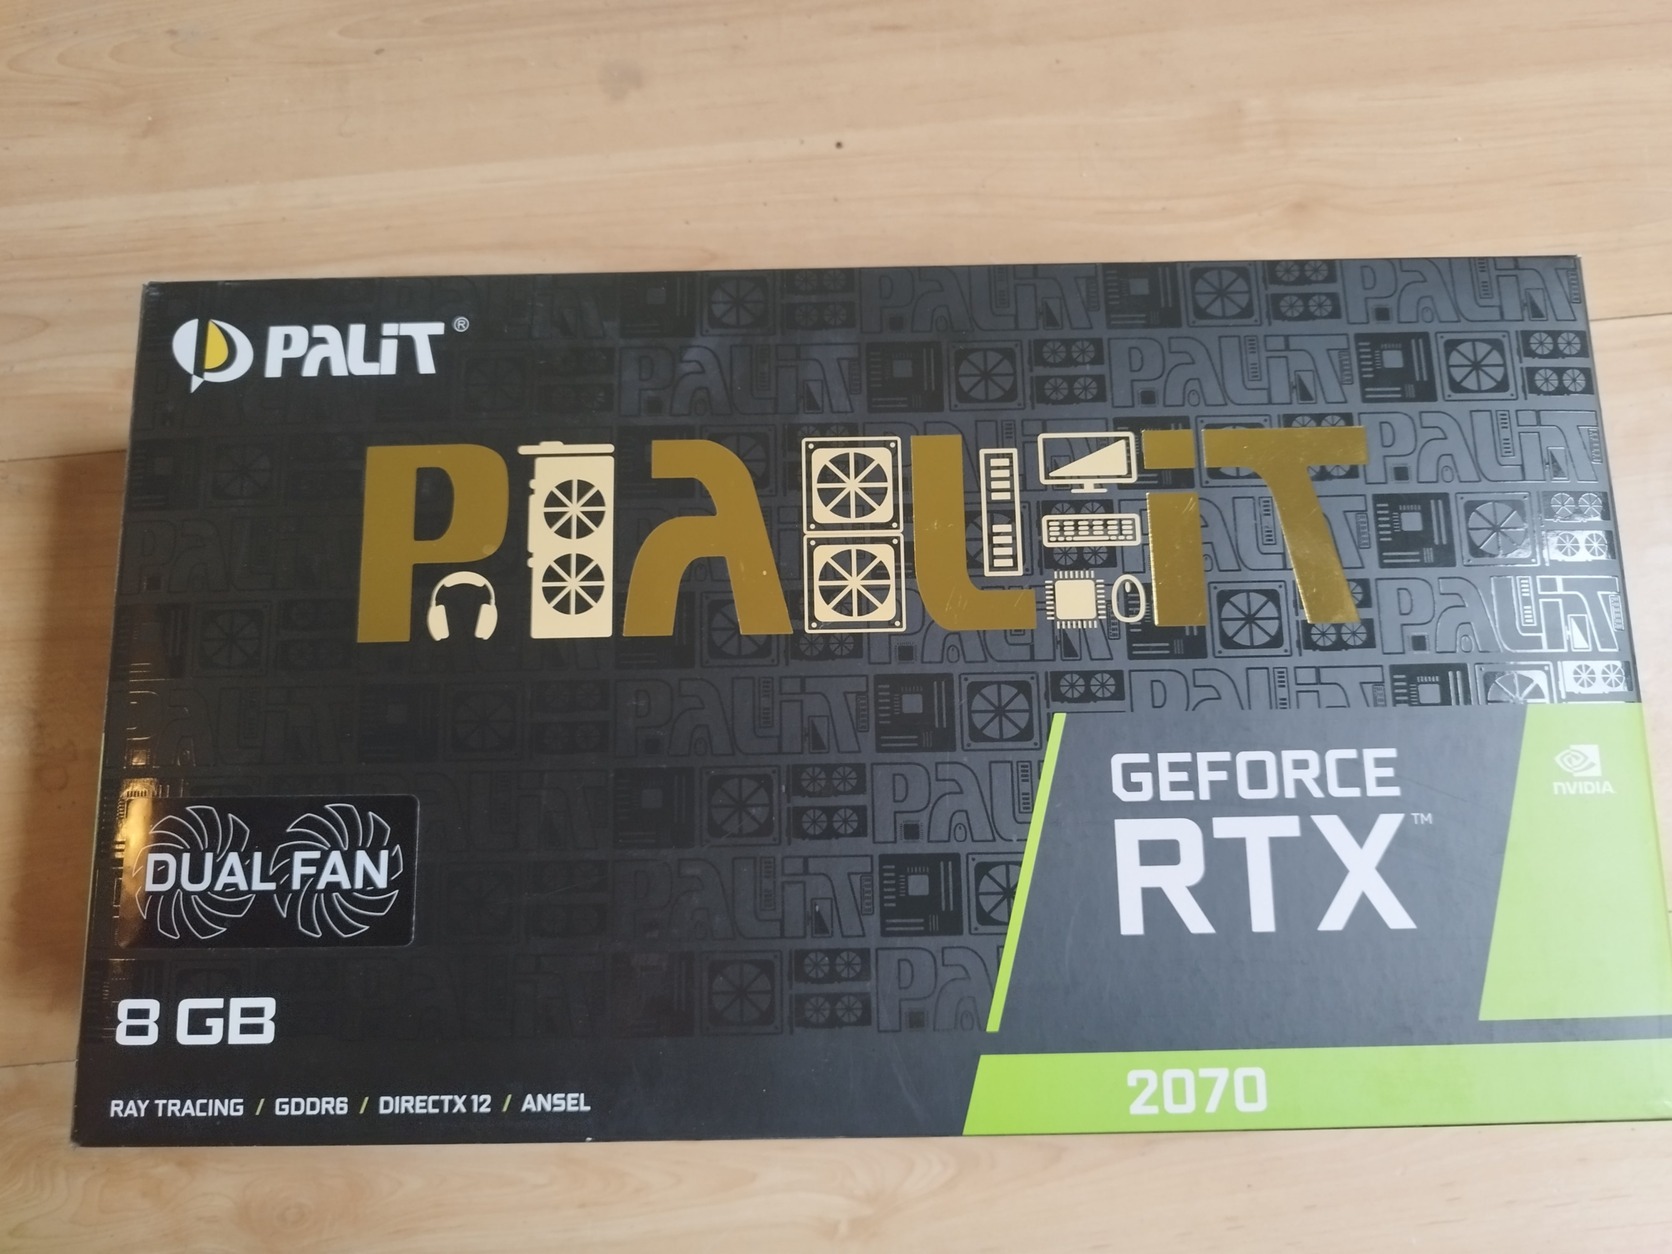 PALiT®
PALiT
GEFORCE
RTX™
NVIDIA
DUAL FAN
8 GB
RAY TRACING / GDDR6 / DIRECTX 12 / ANSEL
2070